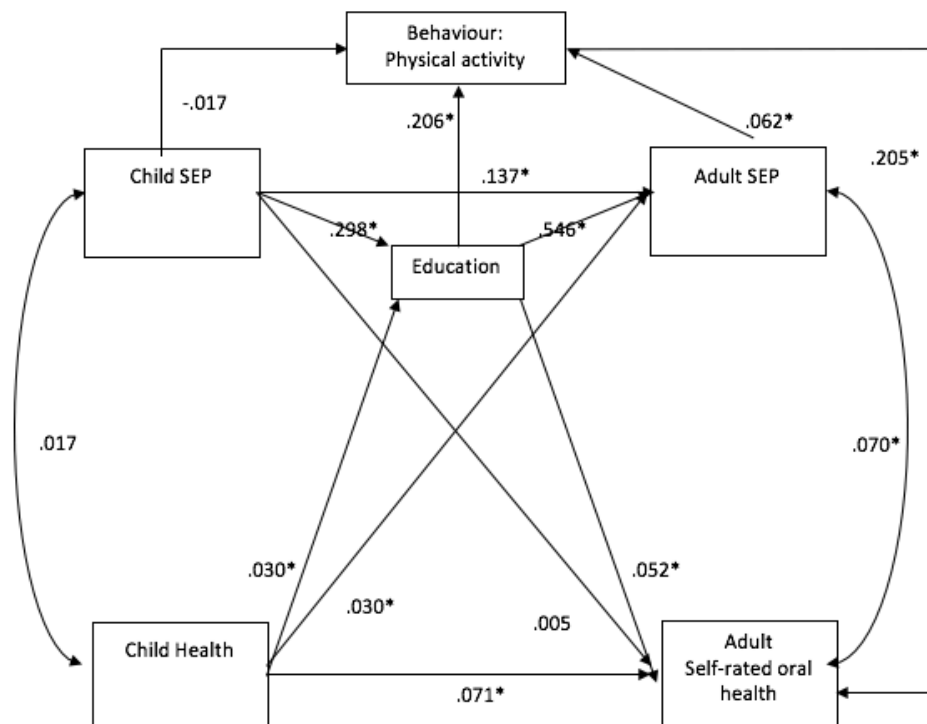 Behaviour:
Physical activity
-.017
.206*
.062*
Child SEP
.137*
Adult SEP
.205*
.298*
.546*
Education
.017
.070*
.030*
.052*
.030*
.005
Child Health
Adult
Self-rated oral
health
.071*